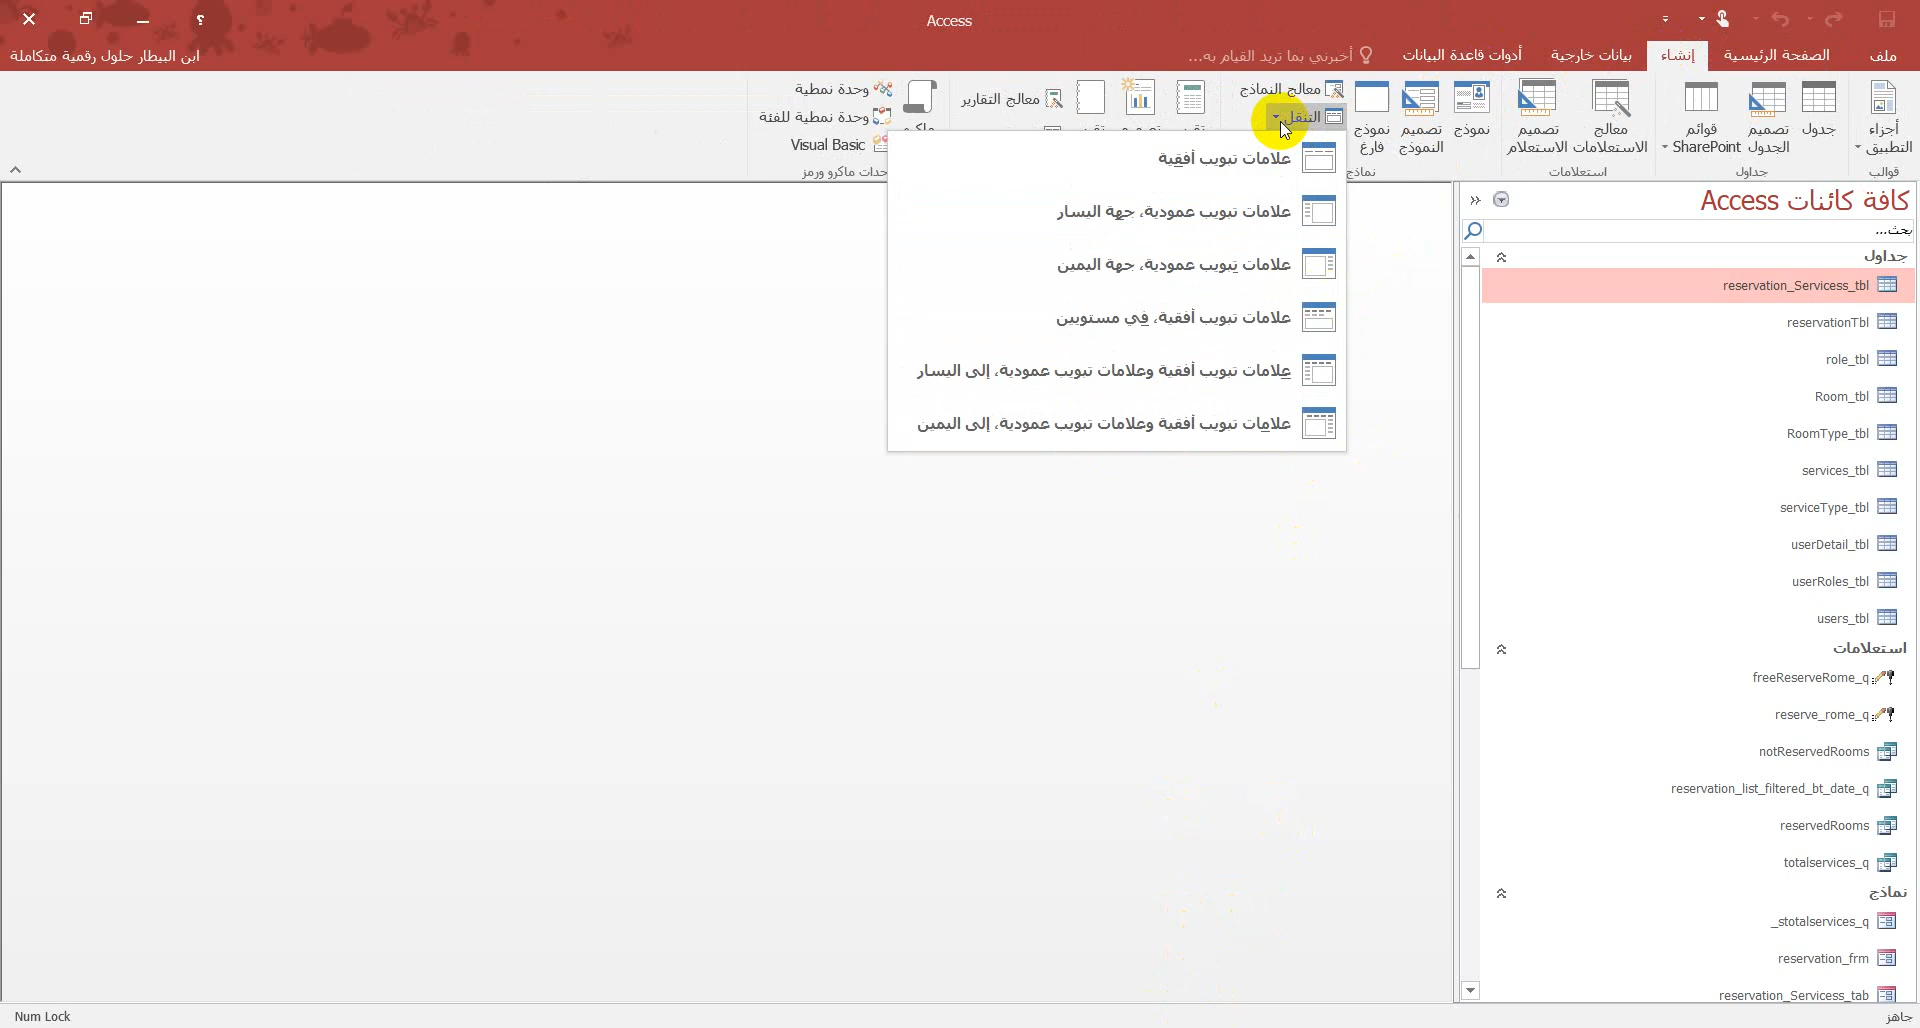 Access
ابن البيطار حلول رقمية متكاملة
ملف
الصفحة الرئيسية
إنشاء
بيانات خارجية
أدوات قاعدة البيانات
أخبرني بما تريد القيام به...
أجزاء التطبيق
قوالب
جدول
تصميم الجدول
قوائم SharePoint
جداول
معالج الاستعلامات
تصميم الاستعلام
استعلامات
نموذج
تصميم النموذج
نموذج فارغ
معالج النماذج
التنقل
نماذج
معالج التقارير
وحدة نمطية
وحدة نمطية للفئة
Visual Basic
علامات تبويب أفقية
علامات تبويب عمودية، جهة اليسار
علامات تبويب عمودية، جهة اليمين
علامات تبويب أفقية، في مستويين
علامات تبويب أفقية وعلامات تبويب عمودية، إلى اليسار
علامات تبويب أفقية وعلامات تبويب عمودية، إلى اليمين
كافة كائنات Access
بحث...
جداول
reservation_Servicess_tbl
reservationTbl
role_tbl
Room_tbl
RoomType_tbl
services_tbl
serviceType_tbl
userDetail_tbl
userRoles_tbl
users_tbl
استعلامات
freeReserveRome_q
reserve_rome_q
notReservedRooms
reservation_list_filtered_bt_date_q
reservedRooms
totalservices_q
نماذج
_stotalservices_q
reservation_frm
reservation_Servicess_tab
جاهز
Num Lock